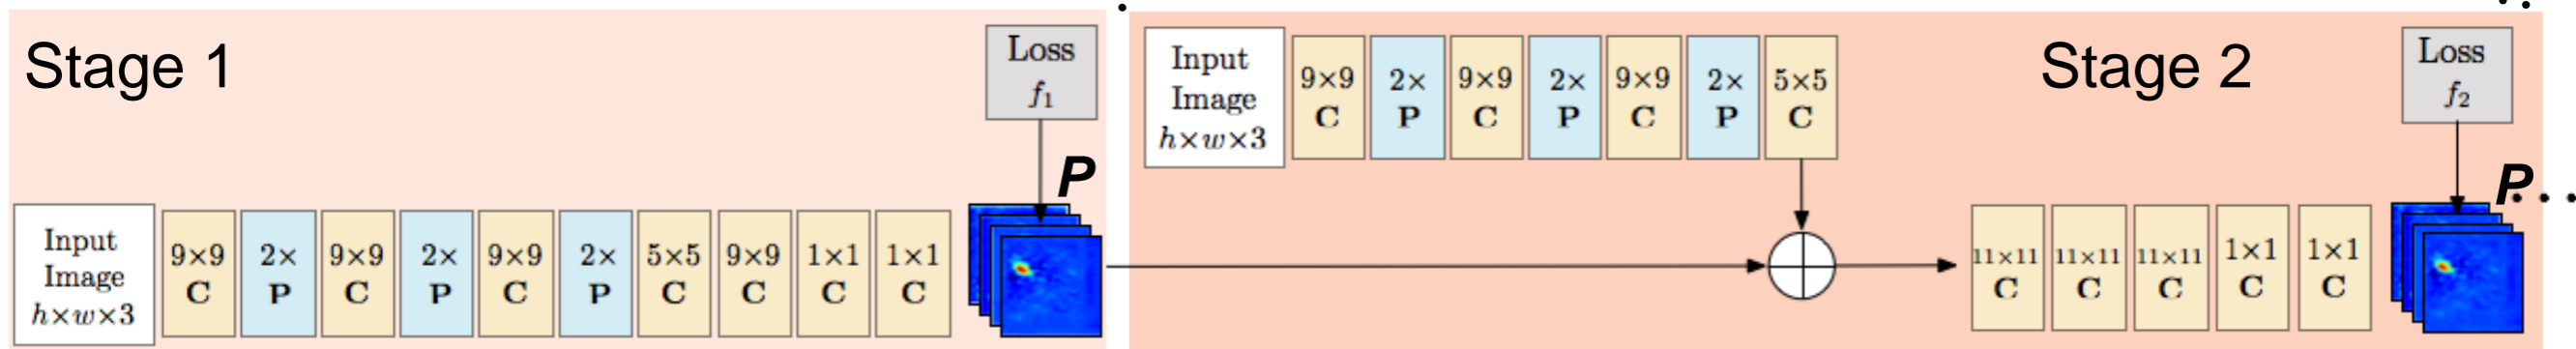 Stage 1
Loss
f₁
P
Input
Image
h×w×3
9×9
C
2×
P
9×9
C
2×
P
9×9
C
2×
P
5×5
C
9×9
C
1×1
C
1×1
C
Input
Image
h×w×3
9×9
C
2×
P
9×9
C
2×
P
9×9
C
2×
P
5×5
C
Stage 2
Loss
f₂
P...
11×11
C
11×11
C
11×11
C
1×1
C
1×1
C